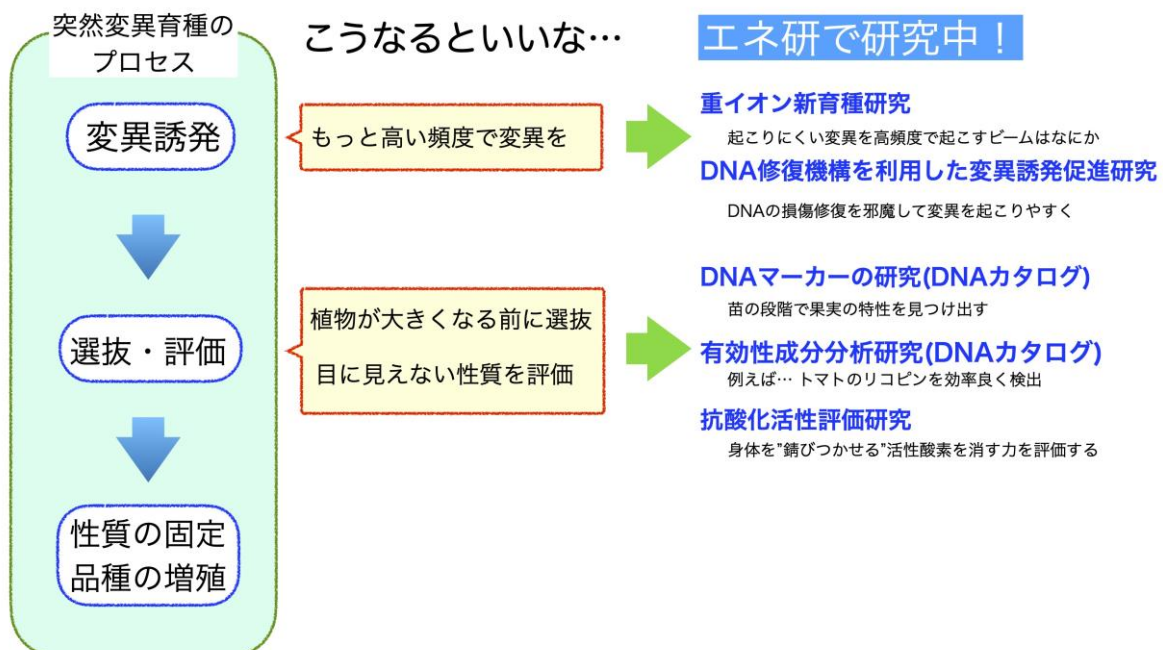 突然変異育種の
プロセス
こうなるといいな…
エネ研で研究中！
変異誘発
もっと高い頻度で変異を
重イオン新育種研究
起こりにくい変異を高頻度で起こすビームはなにか
DNA修復機構を利用した変異誘発促進研究
DNAの損傷修復を邪魔して変異を起こりやすく
選抜・評価
植物が大きくなる前に選抜
目に見えない性質を評価
DNAマーカーの研究(DNAカタログ)
苗の段階で果実の特性を見つけ出す
有効性成分分析研究(DNAカタログ)
例えば… トマトのリコピンを効率良く検出
抗酸化活性評価研究
身体を”錆びつかせる”活性酸素を消す力を評価する
性質の固定
品種の増殖